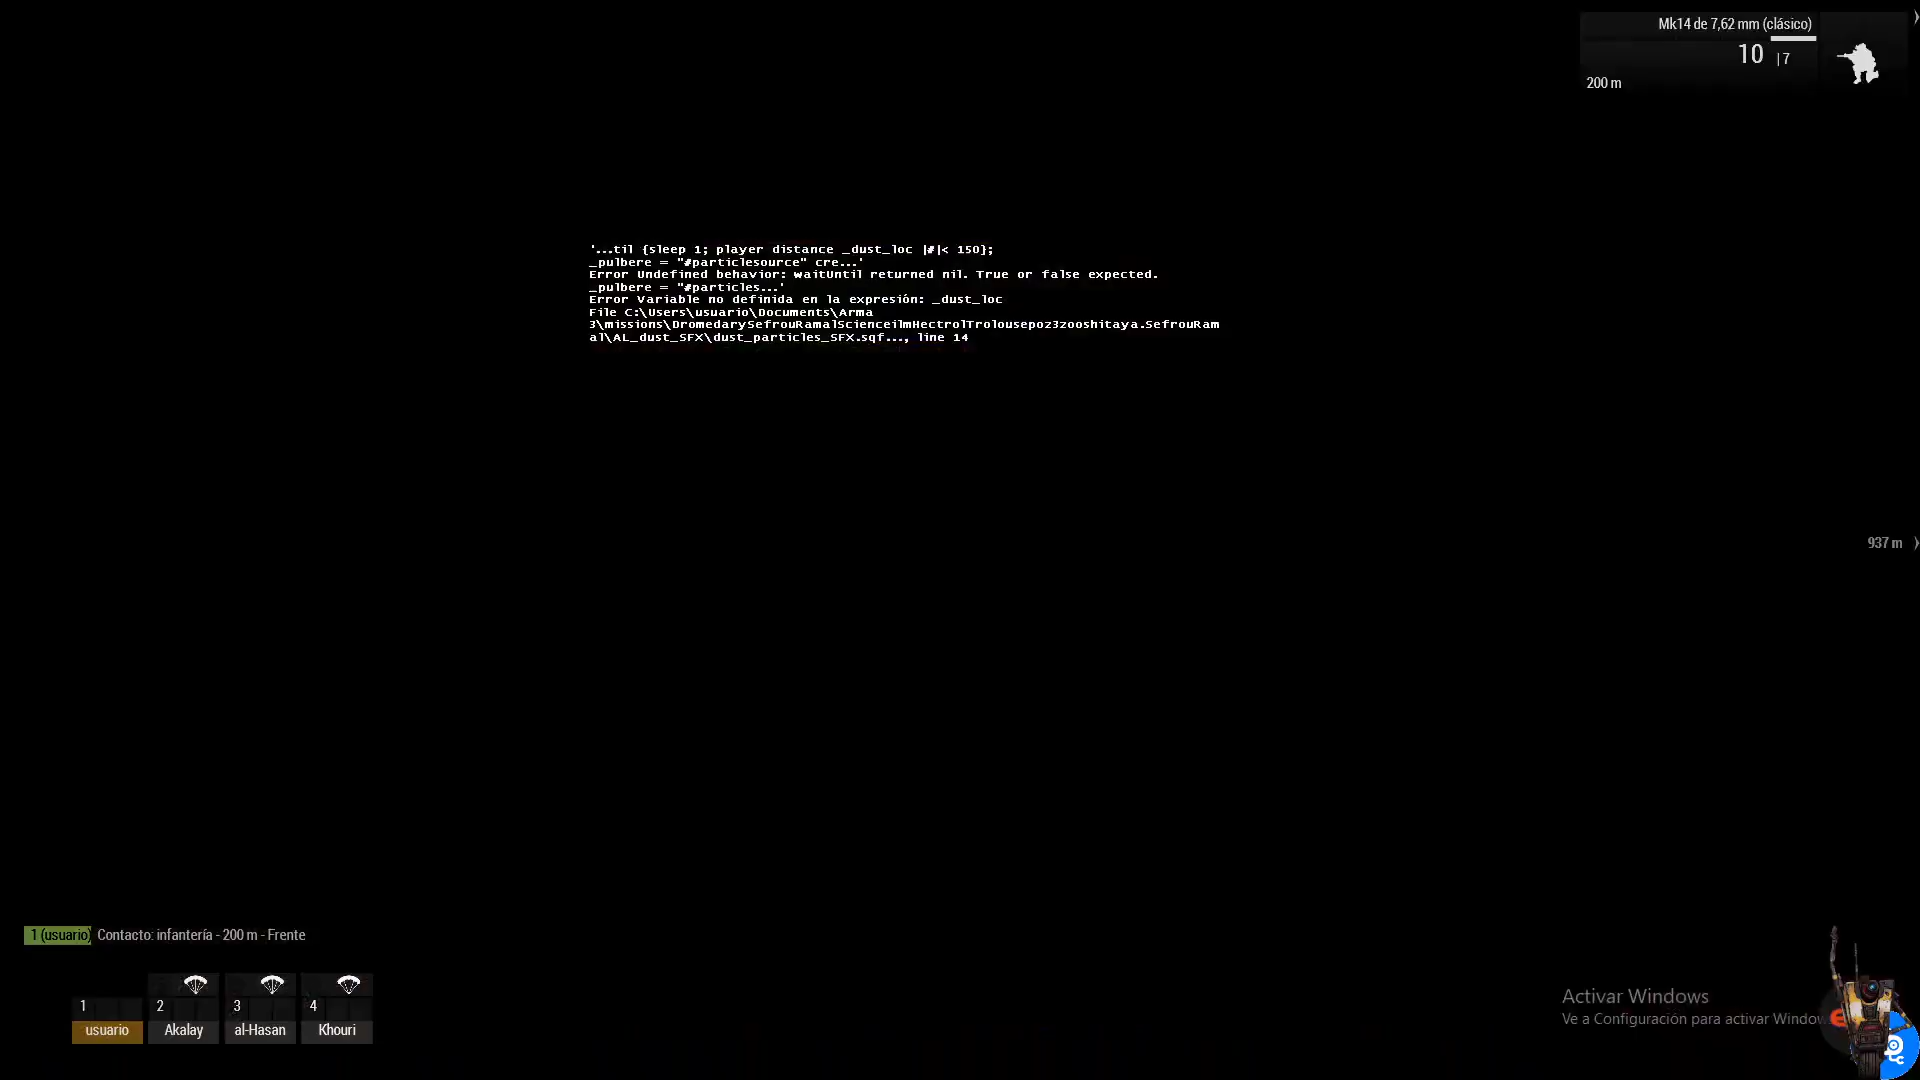 Mk14 de 7,62 mm (clásico)
10 |7
200 m
'...til {sleep 1; player distance _dust_loc |#|< 150};
_pulbere = "#particlesource" cre...'
Error Undefined behavior: waitUntil returned nil. True or false expected.
_pulbere = "#particles...'
Error Variable no definida en la expresión: _dust_loc
File C:\Users\usuario\Documents\Arma
3\missions\DromedarySefrouRamalScienceilmHectrolTrolousepoz3zooshitaya.SefrouRam
al\AL_dust_SFX\dust_particles_SFX.sqf..., line 14
937 m
1 (usuario) Contacto: infantería - 200 m - Frente
1 2 3 4
usuario Akalay al-Hasan Khouri
Activar Windows
Ve a Configuración para activar Window